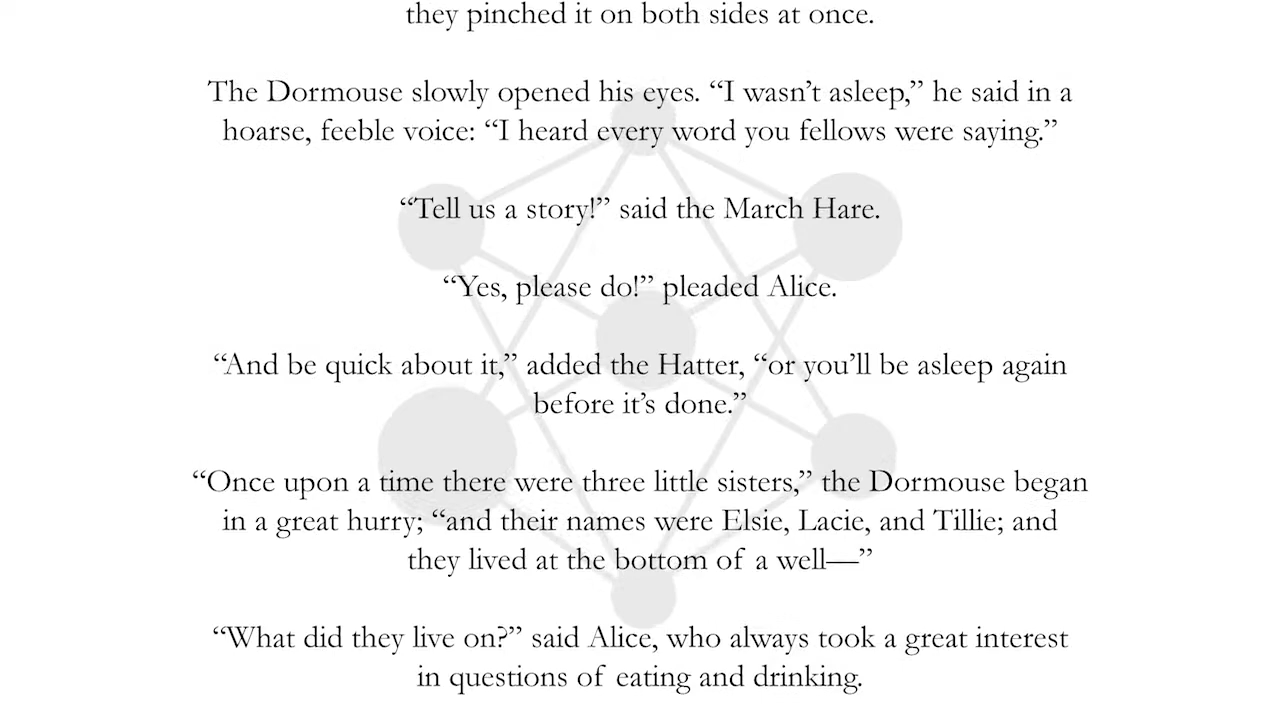 they pinched it on both sides at once.
The Dormouse slowly opened his eyes. “I wasn’t asleep,” he said in a
hoarse, feeble voice: “I heard every word you fellows were saying.”
“Tell us a story!” said the March Hare.
“Yes, please do!” pleaded Alice.
“And be quick about it,” added the Hatter, “or you’ll be asleep again
before it’s done.”
“Once upon a time there were three little sisters,” the Dormouse began
in a great hurry; “and their names were Elsie, Lacie, and Tillie; and
they lived at the bottom of a well—”
“What did they live on?” said Alice, who always took a great interest
in questions of eating and drinking.